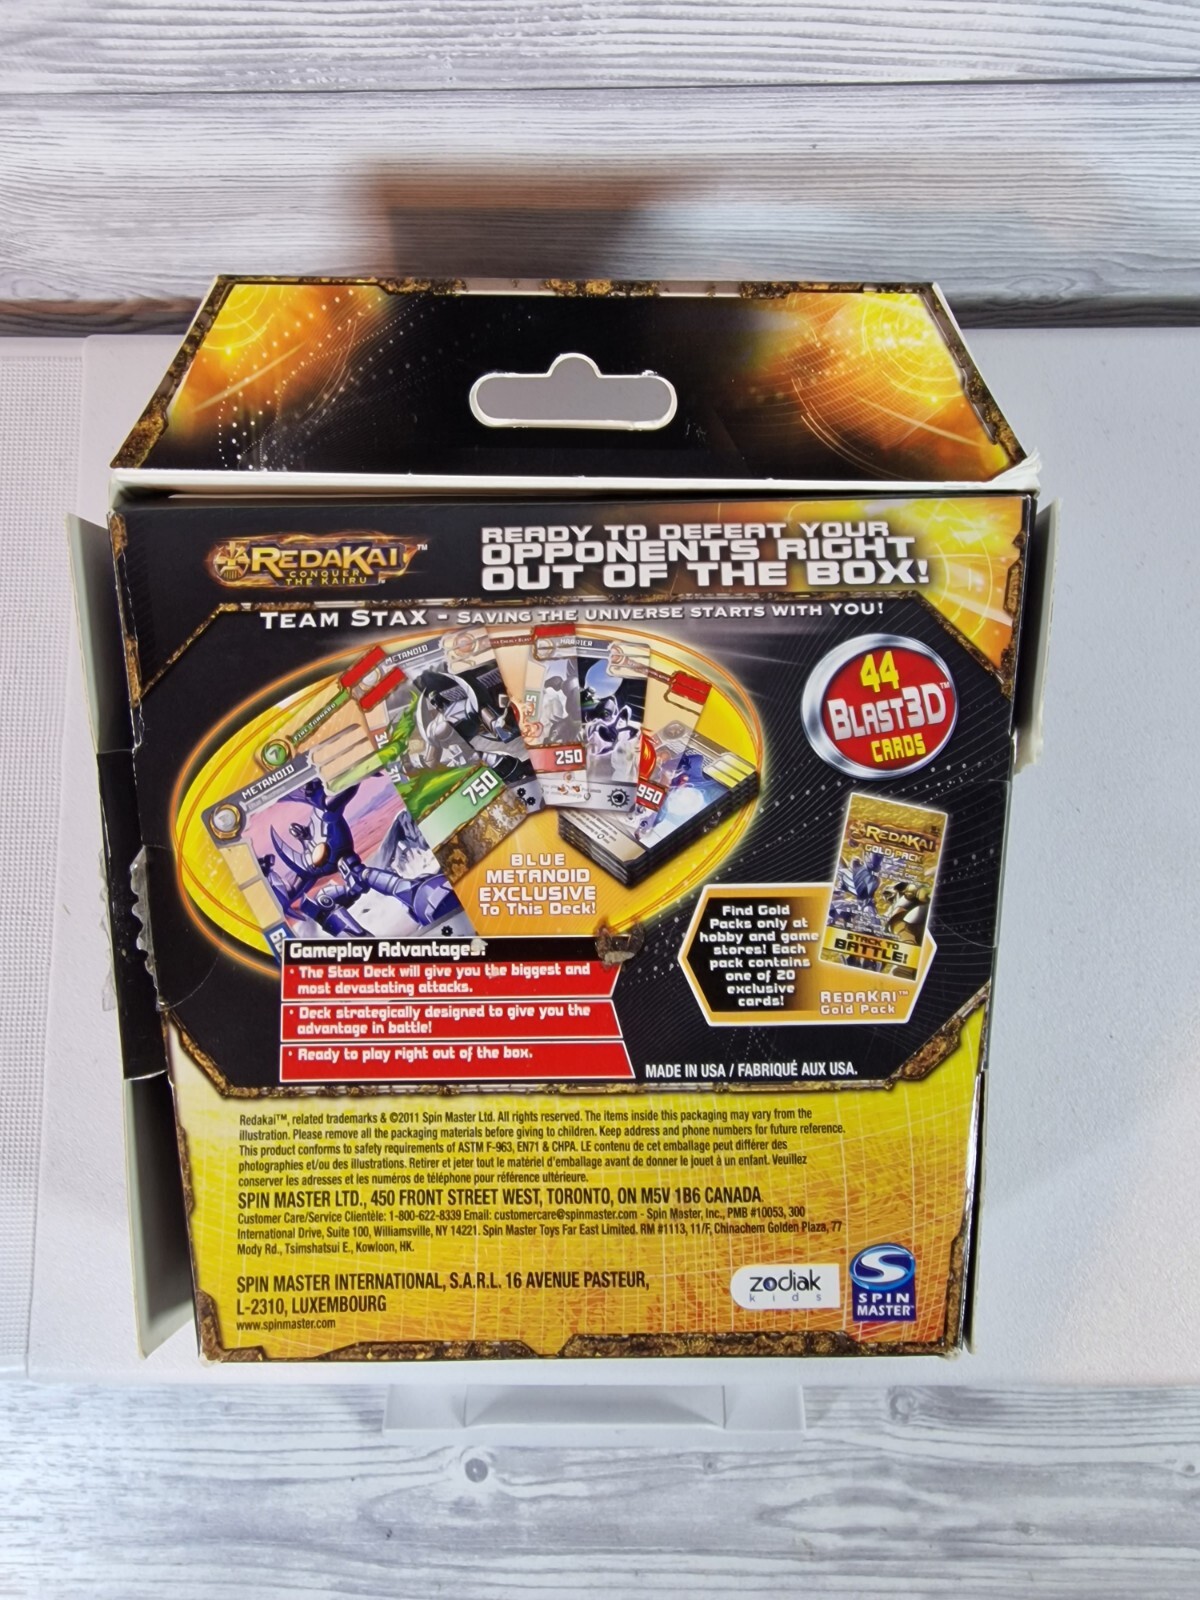 REDAKAI™
CONQUER
THE KAIRU
READY TO DEFEAT YOUR
OPPONENTS RIGHT
OUT OF THE BOX!
TEAM STAX - SAVING THE UNIVERSE STARTS WITH YOU!
44
BLAST3D™
CARDS
METANOID
METANOID
750
250
950
BLUE
METANOID
EXCLUSIVE
To This Deck!
REDAKAI
GOLD PACK
STACK TO
BATTLE!
Find Gold
Packs only at
hobby and game
stores! Each
pack contains
one of 20
exclusive
cards!
REDAKAI™
Gold Pack
Gameplay Advantages:
· The Stax Deck will give you the biggest and
most devastating attacks.
· Deck strategically designed to give you the
advantage in battle!
· Ready to play right out of the box.
MADE IN USA / FABRIQUÉ AUX USA.
Redakai™, related trademarks & ©2011 Spin Master Ltd. All rights reserved. The items inside this packaging may vary from the
illustration. Please remove all the packaging materials before giving to children. Keep address and phone numbers for future reference.
This product conforms to safety requirements of ASTM F-963, EN71 & CHPA. LE contenu de cet emballage peut différer des
photographies et/ou des illustrations. Retirer et jeter tout le matériel d'emballage avant de donner le jouet à un enfant. Veuillez
conserver les adresses et les numéros de téléphone pour référence ultérieure.
SPIN MASTER LTD., 450 FRONT STREET WEST, TORONTO, ON M5V 1B6 CANADA
Customer Care/Service Clientèle: 1-800-622-8339 Email: customercare@spinmaster.com - Spin Master, Inc., PMB #10053, 300
International Drive, Suite 100, Williamsville, NY 14221. Spin Master Toys Far East Limited. RM #1113, 11/F, Chinachem Golden Plaza, 77
Mody Rd., Tsimshatsui E., Kowloon, HK.
SPIN MASTER INTERNATIONAL, S.A.R.L. 16 AVENUE PASTEUR,
L-2310, LUXEMBOURG
www.spinmaster.com
zodiak
kids
SPIN
MASTER™